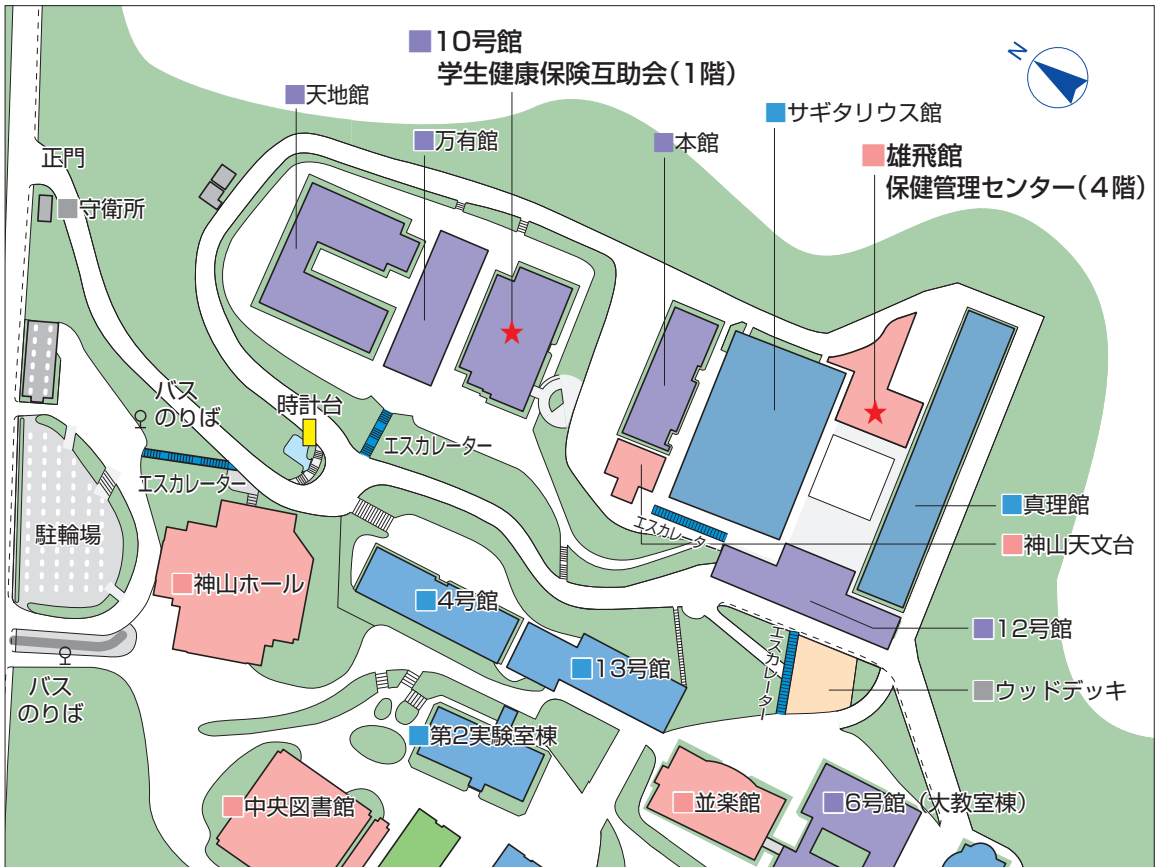 10号館
学生健康保険互助会（1階）
N
天地館
サギタリウス館
万有館
本館
雄飛館
保健管理センター（4階）
正門
守衛所
バス
のりば
時計台
エスカレーター
エスカレーター
駐輪場
真理館
エスカレーター
神山天文台
神山ホール
4号館
12号館
13号館
エスカレーター
バス
のりば
ウッドデッキ
第2実験室棟
中央図書館
並楽館
6号館（大教室棟）